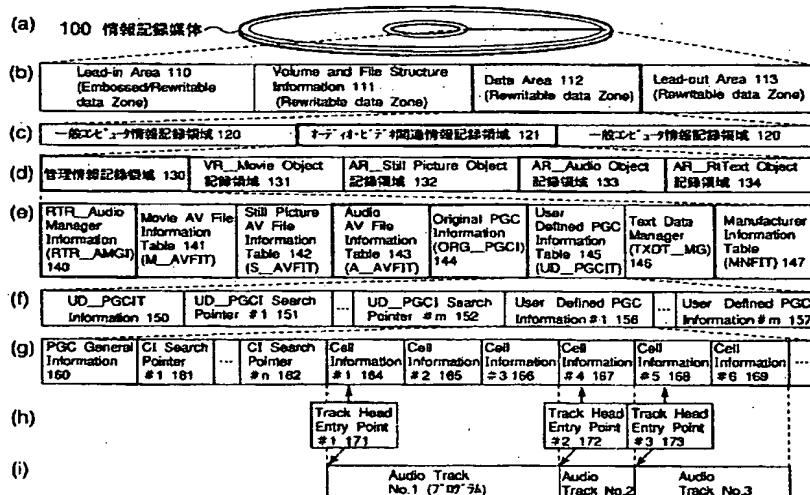 (a) 100 情報記録媒体
(b) Lead-in Area 110
(Embossed/Rewritable
data Zone)
Volume and File Structure
Information 111
(Rewritable data Zone)
Data Area 112
(Rewritable data Zone)
Lead-out Area 113
(Rewritable data Zone)
(c) 一般コンピュータ情報記録領域 120
オーディオ・ビデオ関連情報記録領域 121
一般コンピュータ情報記録領域 120
(d) 管理情報記録領域 130
VR_Movie Object
記録領域 131
AR_Still Picture Object
記録領域 132
AR_Audio Object
記録領域 133
AR_RtText Object
記録領域 134
(e) RTR_Audio
Manager
Information
(RTR_AMGI)
140
Movie AV File
Information
Table 141
(M_AVFIT)
Still Picture
AV File
Information
Table 142
(S_AVFIT)
Audio
AV File
Information
Table 143
(A_AVFIT)
Original PGC
Information
(ORG_PGCI)
144
User
Defined PGC
Information
Table 145
(UD_PGCIT)
Text Data
Manager
(TXDT_MG)
146
Manufacturer
Information
Table
(MNFIT) 147
(f) UD_PGCIT
Information 150
UD_PGCI Search
Pointer #1 151
...
UD_PGCI Search
Pointer #m 152
User Defined PGC
Information#1 156
...
User Defined PGC
Information#m 157
(g) PGC General
Information
160
CI Search
Pointer
#1 161
...
CI Search
Pointer
#n 162
Cell
Information
#1 164
Cell
Information
#2 165
Cell
Information
#3 166
Cell
Information
#4 167
Cell
Information
#5 168
Cell
Information
#6 169
...
(h) Track Head
Entry Point
#1 171
Track Head
Entry Point
#2 172
Track Head
Entry Point
#3 173
(i) Audio Track
No.1 (プログラム)
Audio
Track No.2
Audio
Track No.3